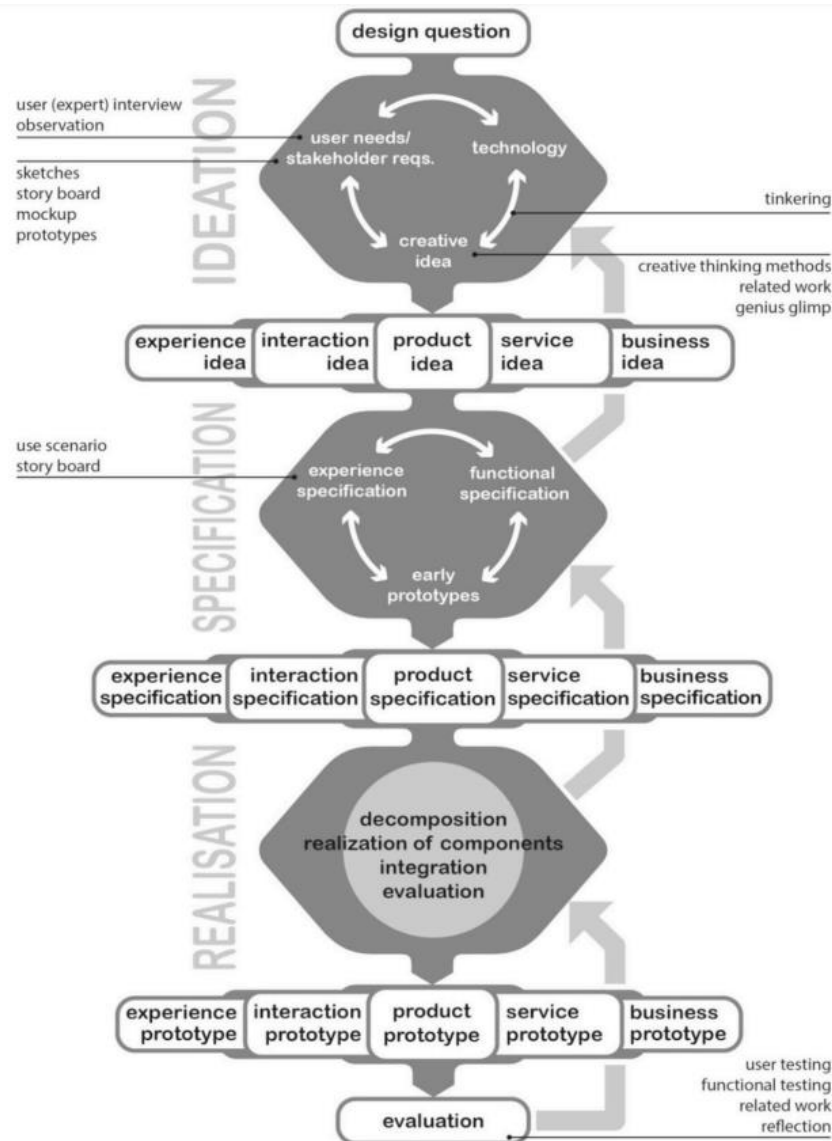 design question
IDEATION
user (expert) interview
observation
sketches
story board
mockup
prototypes
user needs/
stakeholder reqs.
technology
creative
idea
tinkering
creative thinking methods
related work
genius glimp
experience
idea
interaction
idea
product
idea
service
idea
business
idea
SPECIFICATION
use scenario
story board
experience
specification
functional
specification
early
prototypes
experience
specification
interaction
specification
product
specification
service
specification
business
specification
REALISATION
decomposition
realization of components
integration
evaluation
experience
prototype
interaction
prototype
product
prototype
service
prototype
business
prototype
evaluation
user testing
functional testing
related work
reflection